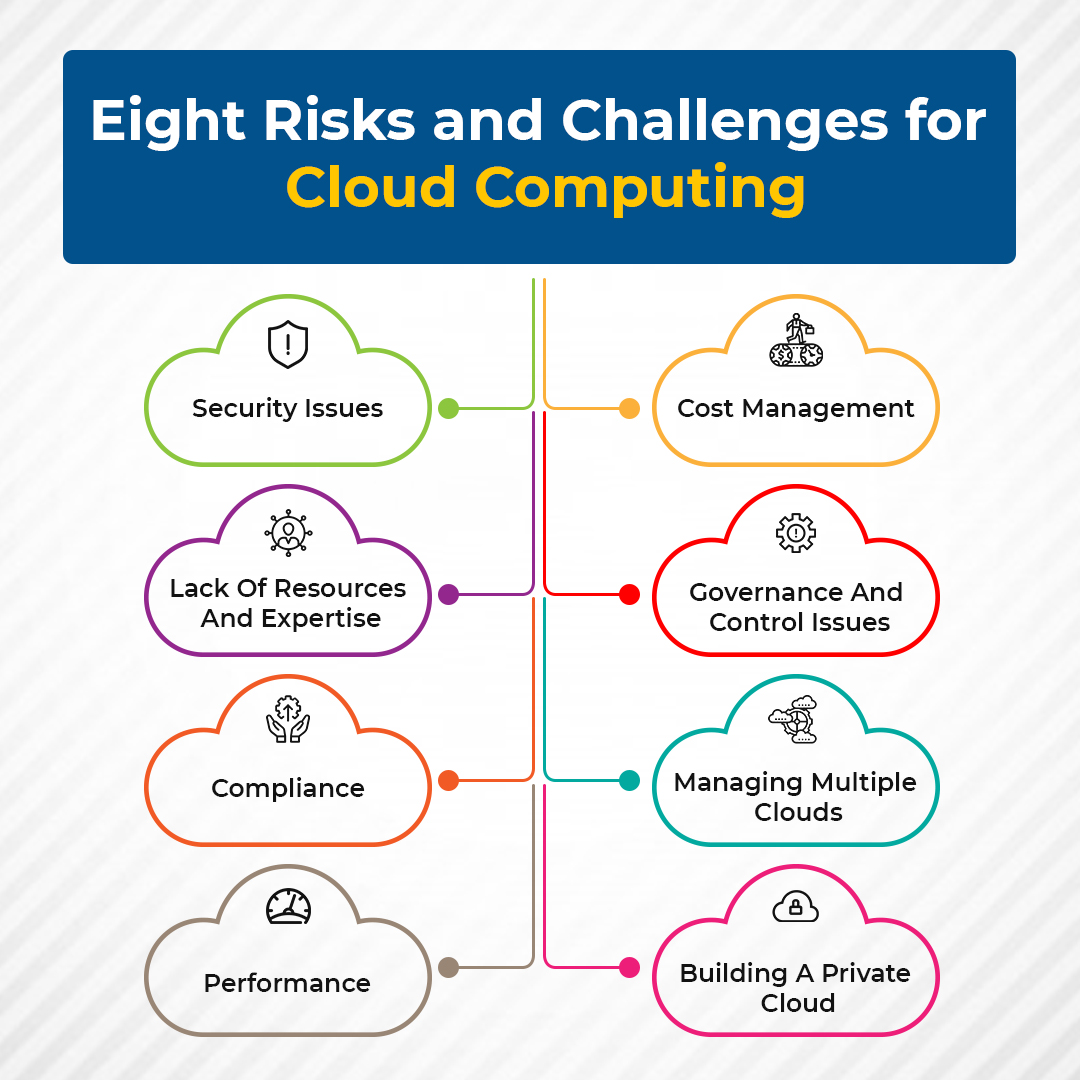 Eight Risks and Challenges for
Cloud Computing
Security Issues
Cost Management
Lack Of Resources
And Expertise
Governance And
Control Issues
Compliance
Managing Multiple
Clouds
Performance
Building A Private
Cloud